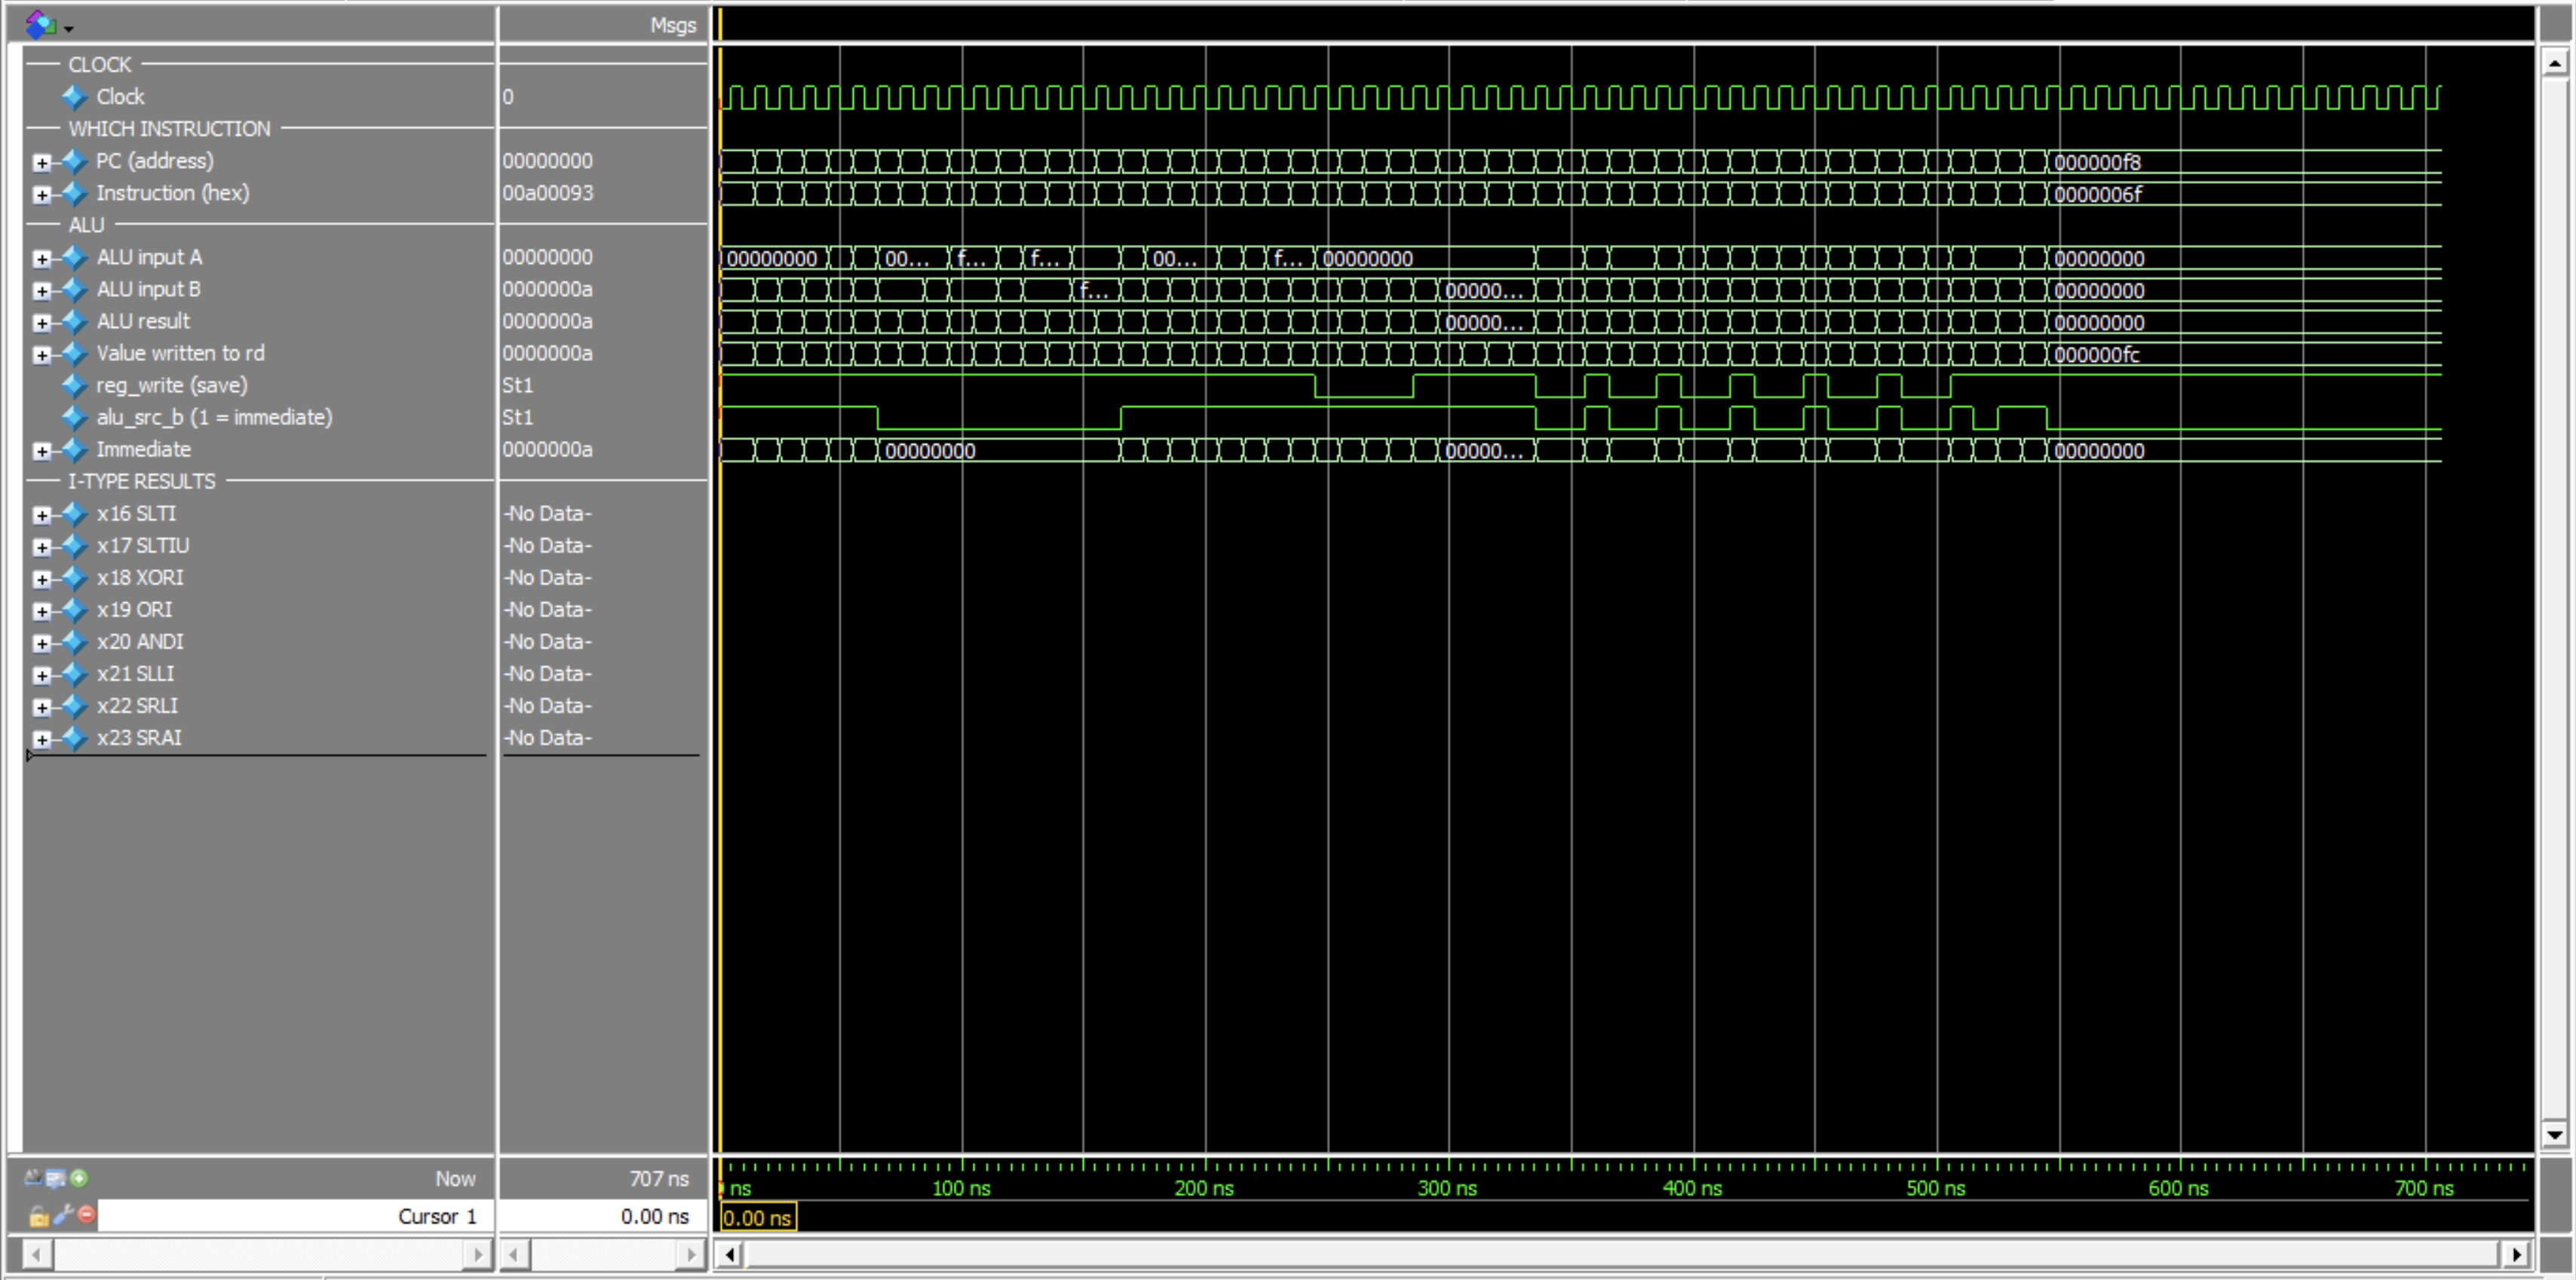 Msgs
CLOCK
Clock 0
WHICH INSTRUCTION
PC (address) 00000000 000000f8
Instruction (hex) 00a00093 0000006f
ALU
ALU input A 00000000 00000000 00... f... f... 00... f... 00000000 00000000
ALU input B 0000000a f... 00000... 00000000
ALU result 0000000a 00000... 00000000
Value written to rd 0000000a 000000fc
reg_write (save) St1
alu_src_b (1 = immediate) St1
Immediate 0000000a 00000000 00000... 00000000
I-TYPE RESULTS
x16 SLTI -No Data-
x17 SLTIU -No Data-
x18 XORI -No Data-
x19 ORI -No Data-
x20 ANDI -No Data-
x21 SLLI -No Data-
x22 SRLI -No Data-
x23 SRAI -No Data-
Now 707 ns ns 100 ns 200 ns 300 ns 400 ns 500 ns 600 ns 700 ns
Cursor 1 0.00 ns 0.00 ns